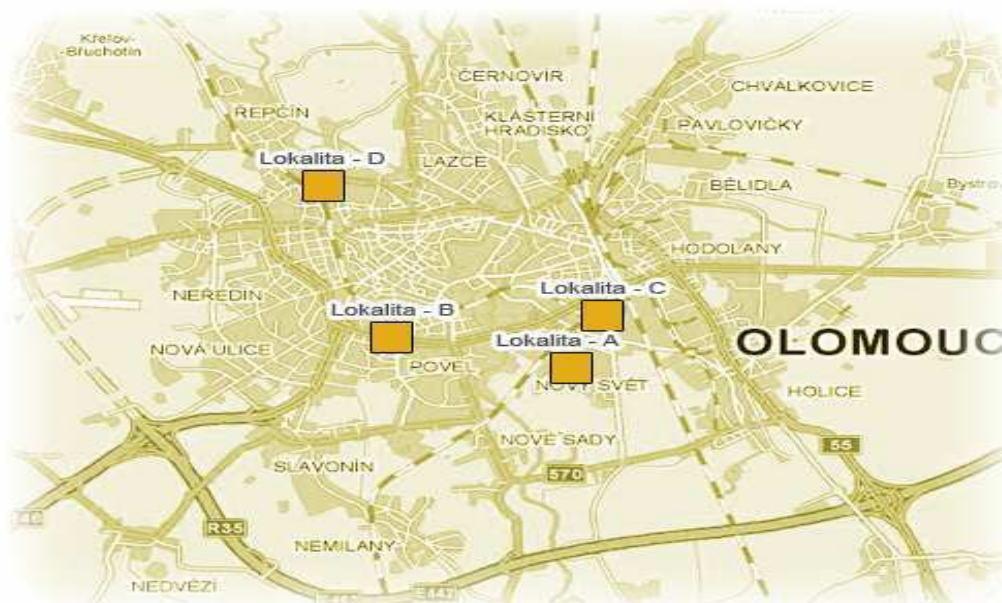 Křelov-
-Břuchotín
ČERNOVÍR
CHVÁLKOVICE
ŘEPČÍN
KLÁŠTERNÍ
HRADISKO
PAVLOVIČKY
Lokalita - D
LAZCE
BĚLIDLA
Bystro
HODOLANY
NEŘEDÍN
Lokalita - C
Lokalita - B
Lokalita - A
OLOMOUC
NOVÁ ULICE
POVEL
NOVÝ SVĚT
HOLICE
NOVÉ SADY
55
SLAVONÍN
570
R35
NEMILANY
NEDVĚZÍ
E442